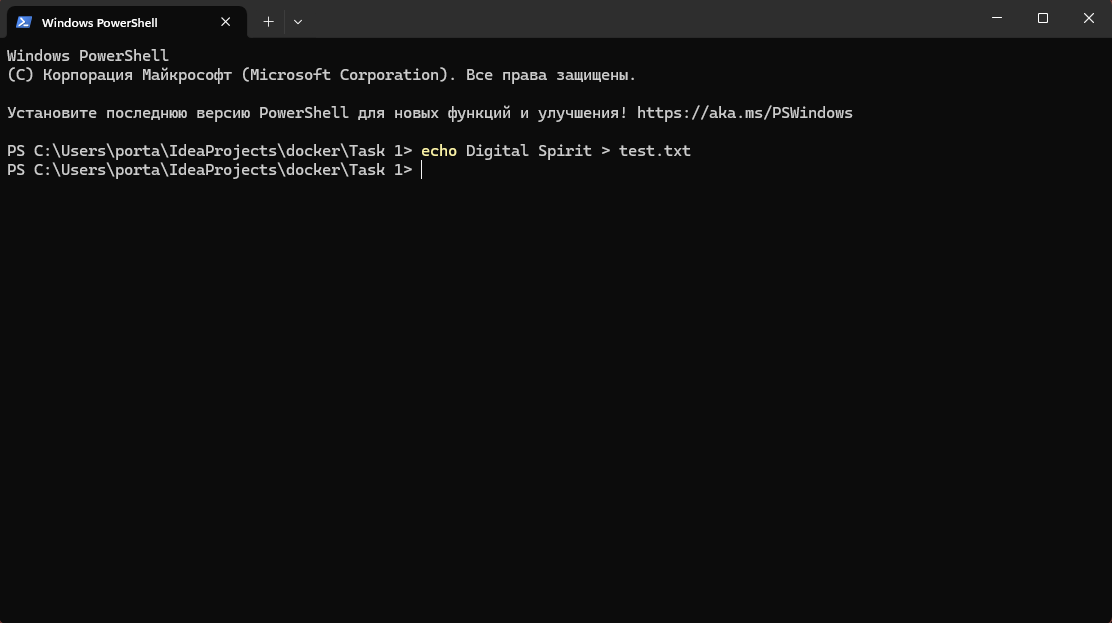 Windows PowerShell
Windows PowerShell
(C) Корпорация Майкрософт (Microsoft Corporation). Все права защищены.
Установите последнюю версию PowerShell для новых функций и улучшения! https://aka.ms/PSWindows
PS C:\Users\porta\IdeaProjects\docker\Task 1> echo Digital Spirit > test.txt
PS C:\Users\porta\IdeaProjects\docker\Task 1>